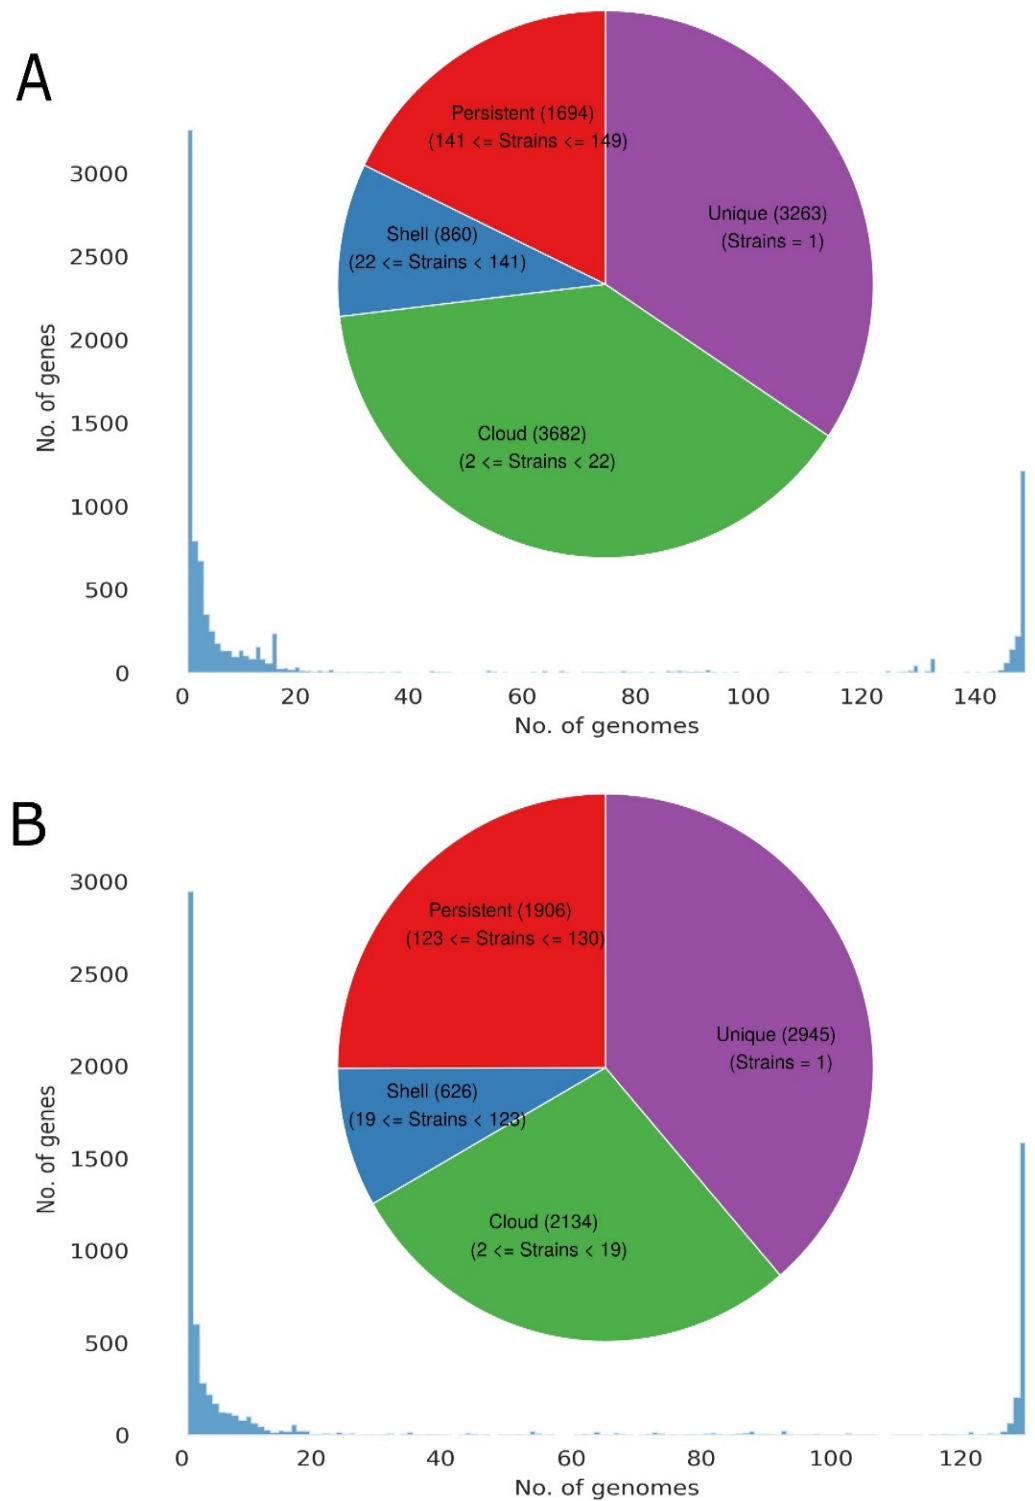 A
Persistent (1694)
(141 <= Strains <= 149)
Unique (3263)
(Strains = 1)
Shell (860)
(22 <= Strains < 141)
Cloud (3682)
(2 <= Strains < 22)
No. of genes
3000
2500
2000
1500
1000
500
0
0 20 40 60 80 100 120 140
No. of genomes
B
Persistent (1906)
(123 <= Strains <= 130)
Unique (2945)
(Strains = 1)
Shell (626)
(19 <= Strains < 123)
Cloud (2134)
(2 <= Strains < 19)
No. of genes
3000
2500
2000
1500
1000
500
0
0 20 40 60 80 100 120
No. of genomes